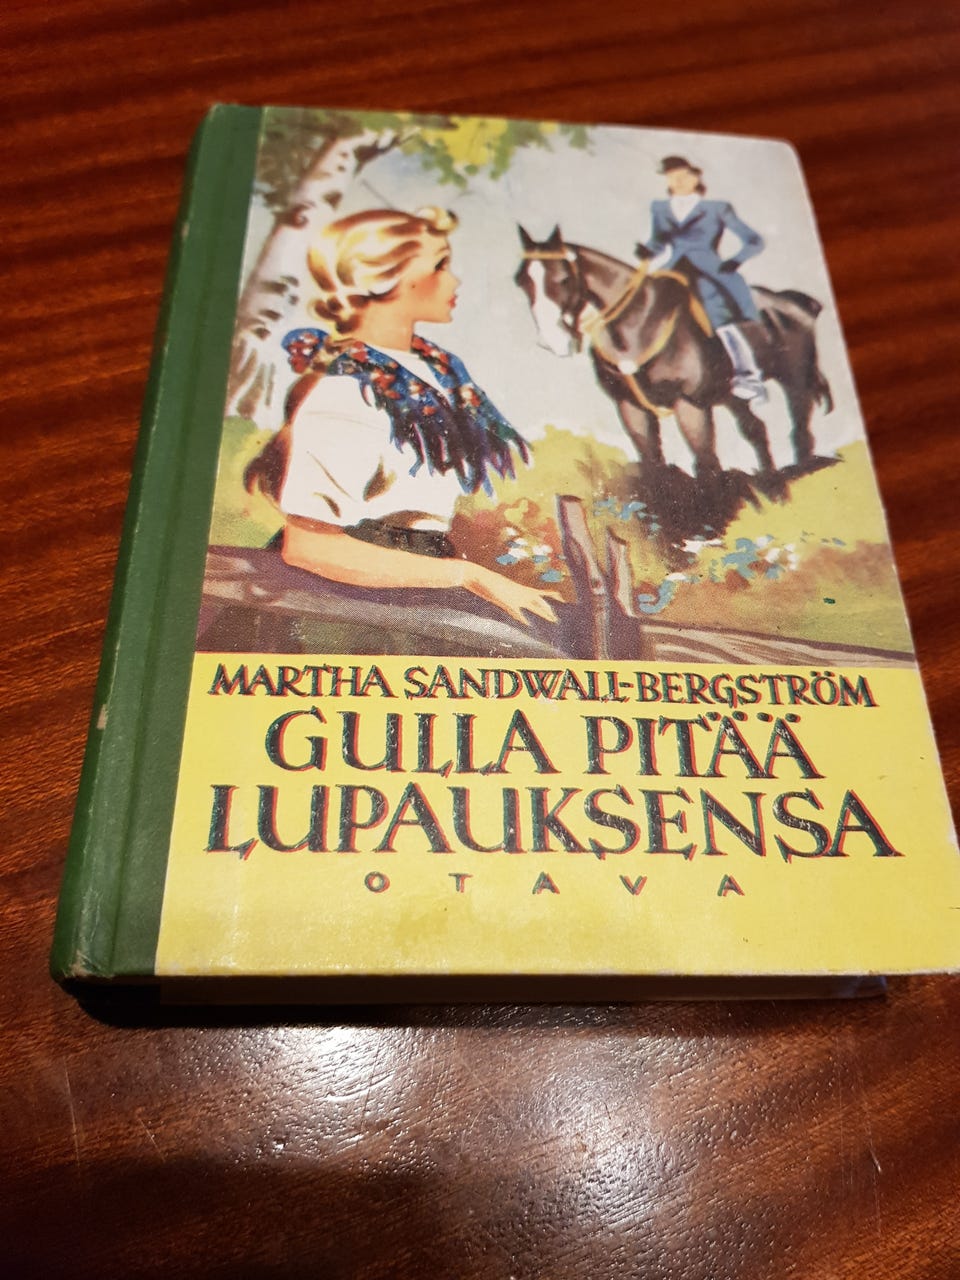 MARTHA SANDWALL-BERGSTRÖM
GULLA PITÄÄ
LUPAUKSENSA
OTAVA